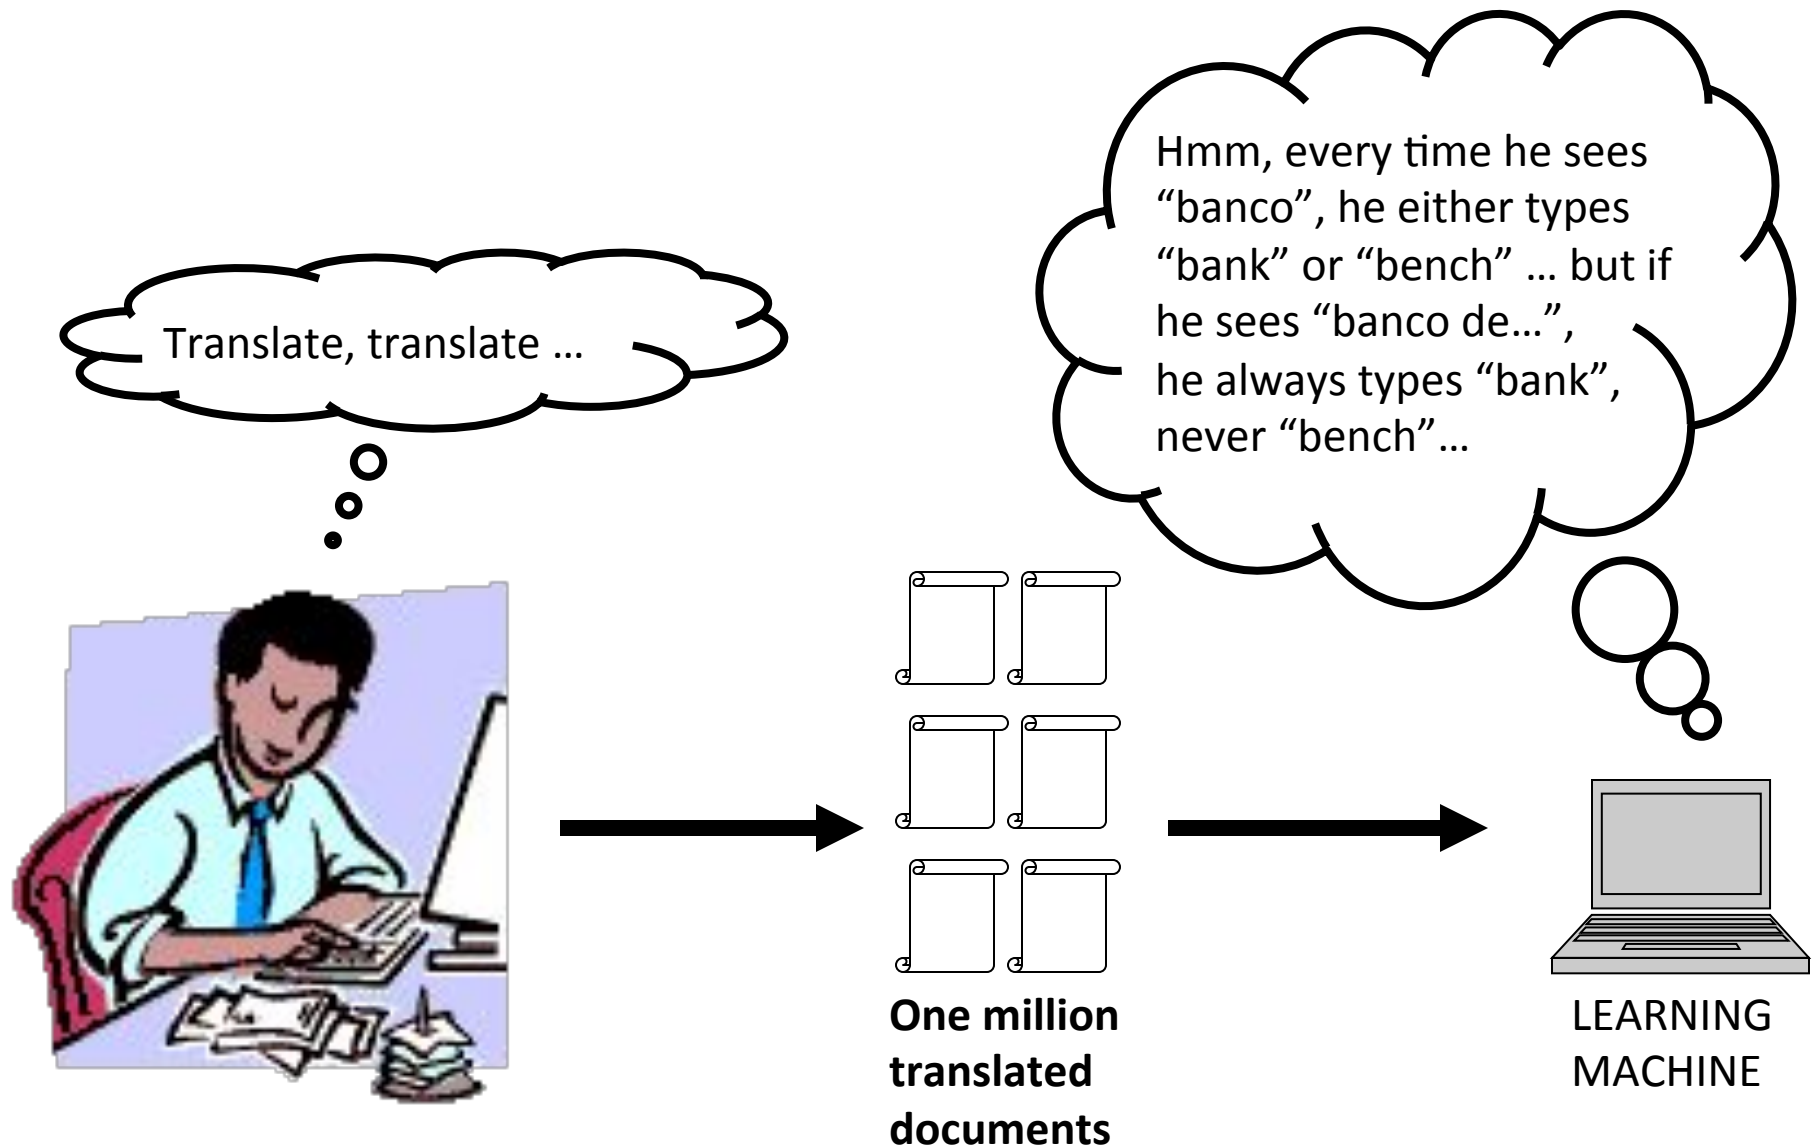 Translate, translate …
Hmm, every time he sees
“banco”, he either types
“bank” or “bench” … but if
he sees “banco de…”,
he always types “bank”,
never “bench”…
One million
translated
documents
LEARNING
MACHINE